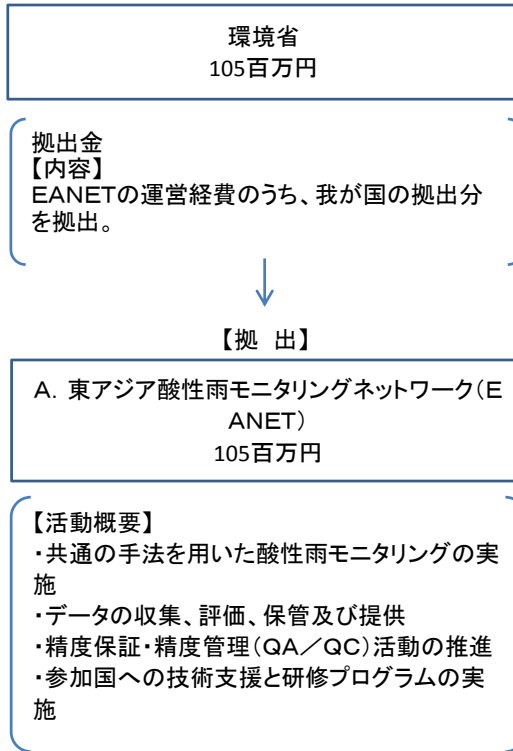 環境省
105百万円
拠出金
【内容】
EANETの運営経費のうち、我が国の拠出分
を拠出。
【拠 出】
A. 東アジア酸性雨モニタリングネットワーク(E
ANET)
105百万円
【活動概要】
・共通の手法を用いた酸性雨モニタリングの実
施
・データの収集、評価、保管及び提供
・精度保証・精度管理(QA／QC)活動の推進
・参加国への技術支援と研修プログラムの実
施